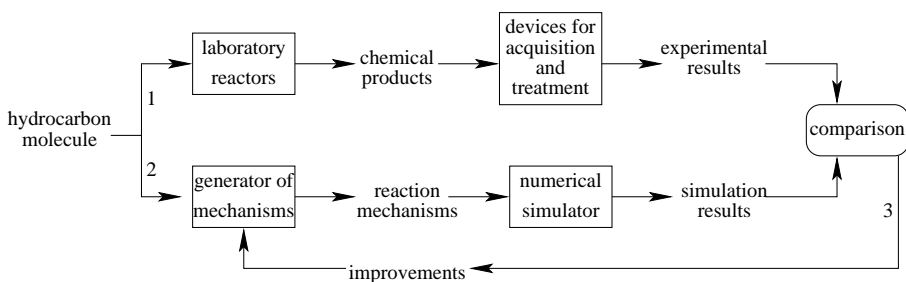 hydrocarbon
molecule
1
2
laboratory
reactors
chemical
products
devices for
acquisition
and
treatment
experimental
results
comparison
generator of
mechanisms
reaction
mechanisms
numerical
simulator
simulation
results
3
improvements